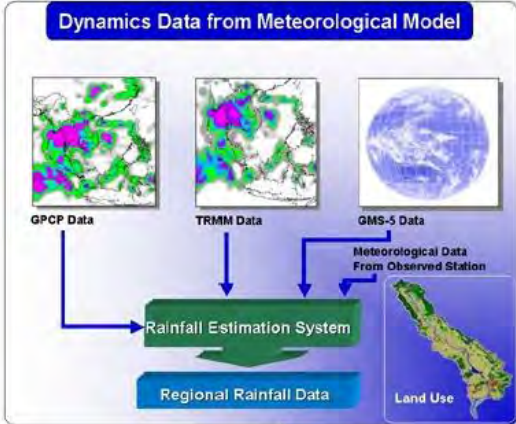 Dynamics Data from Meteorological Model
GPCP Data
TRMM Data
GMS-5 Data
Meteorological Data
From Observed Station
Rainfall Estimation System
Regional Rainfall Data
Land Use